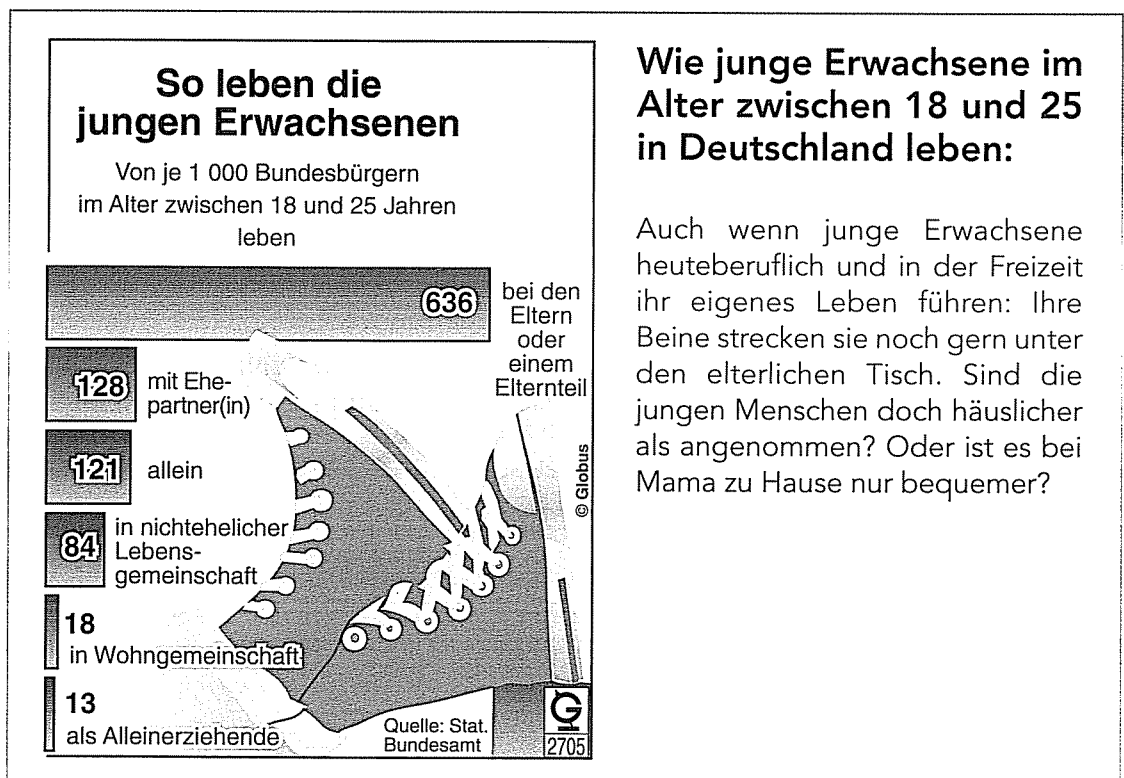 So leben die
jungen Erwachsenen
Von je 1 000 Bundesbürgern
im Alter zwischen 18 und 25 Jahren
leben
636
bei den
Eltern
oder
einem
Elternteil
128
mit Ehe-
partner(in)
121
allein
84
in nichtehelicher
Lebens-
gemeinschaft
18
in Wohngemeinschaft
13
als Alleinerziehende
Quelle: Stat.
Bundesamt
© Globus
G
2705
Wie junge Erwachsene im
Alter zwischen 18 und 25
in Deutschland leben:
Auch wenn junge Erwachsene
heuteberuflich und in der Freizeit
ihr eigenes Leben führen: Ihre
Beine strecken sie noch gern unter
den elterlichen Tisch. Sind die
jungen Menschen doch häuslicher
als angenommen? Oder ist es bei
Mama zu Hause nur bequemer?